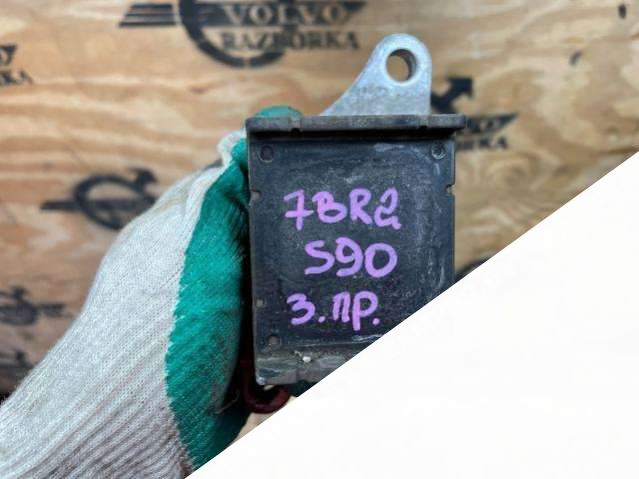 VOLVO
RAZBORKA
7BR2
S90
З.ПР.